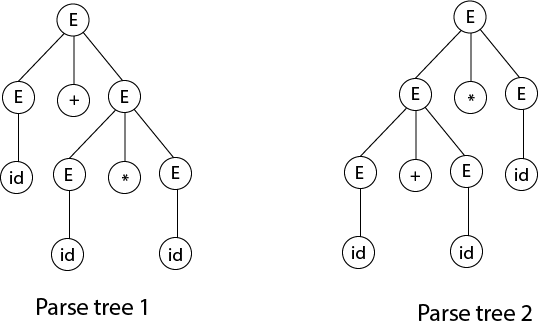 E
E + E
id E * E
id id
Parse tree 1
E
E * E
E + E id
id id
Parse tree 2